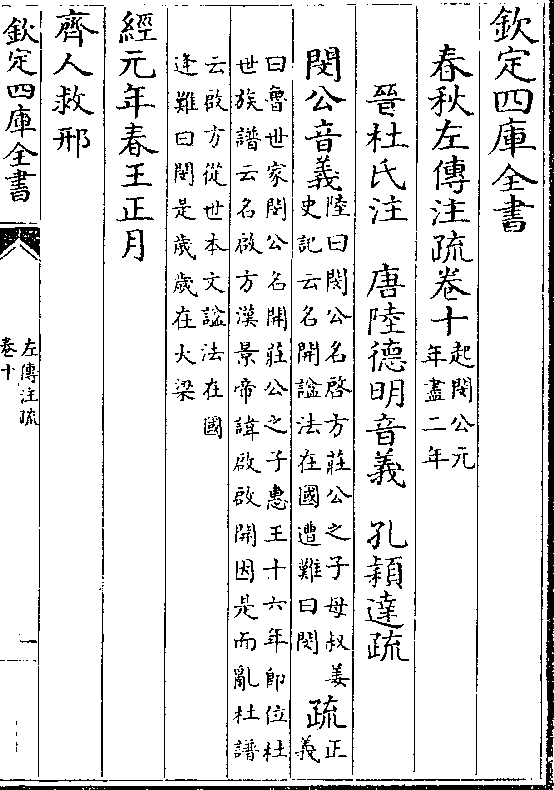 欽定四庫全書
春秋左傳注疏卷十
起閔公元
年盡二年
晉杜氏注　唐陸德明音義　孔穎達疏
閔公音義
陸曰閔公名啓方莊公之子母叔姜
史記云名開諡法在國遭難曰閔
疏
正
義
曰魯世家閔公名開莊公之子惠王十六年即位杜
世族譜云名啟方漢景帝諱啟啟開因是而亂杜譜
云啟方從世本文諡法在國
逢難曰閔是歲歲在大梁
經元年春王正月
齊人救邢
欽定四庫全書
左傳注疏
卷十
一